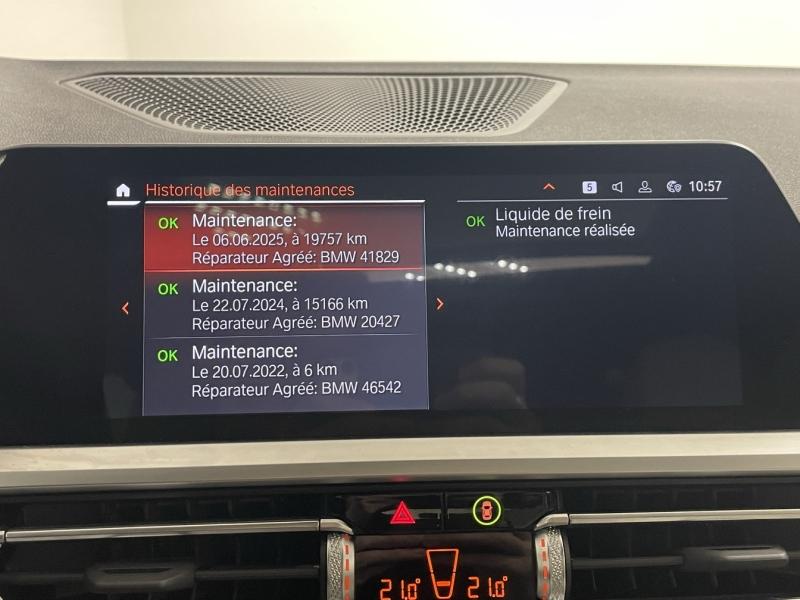 Historique des maintenances
5
10:57
OK
Maintenance:
Le 06.06.2025, à 19757 km
Réparateur Agréé: BMW 41829
OK
Maintenance:
Le 22.07.2024, à 15166 km
Réparateur Agréé: BMW 20427
OK
Maintenance:
Le 20.07.2022, à 6 km
Réparateur Agréé: BMW 46542
OK
Liquide de frein
Maintenance réalisée
21.0°
21.0°